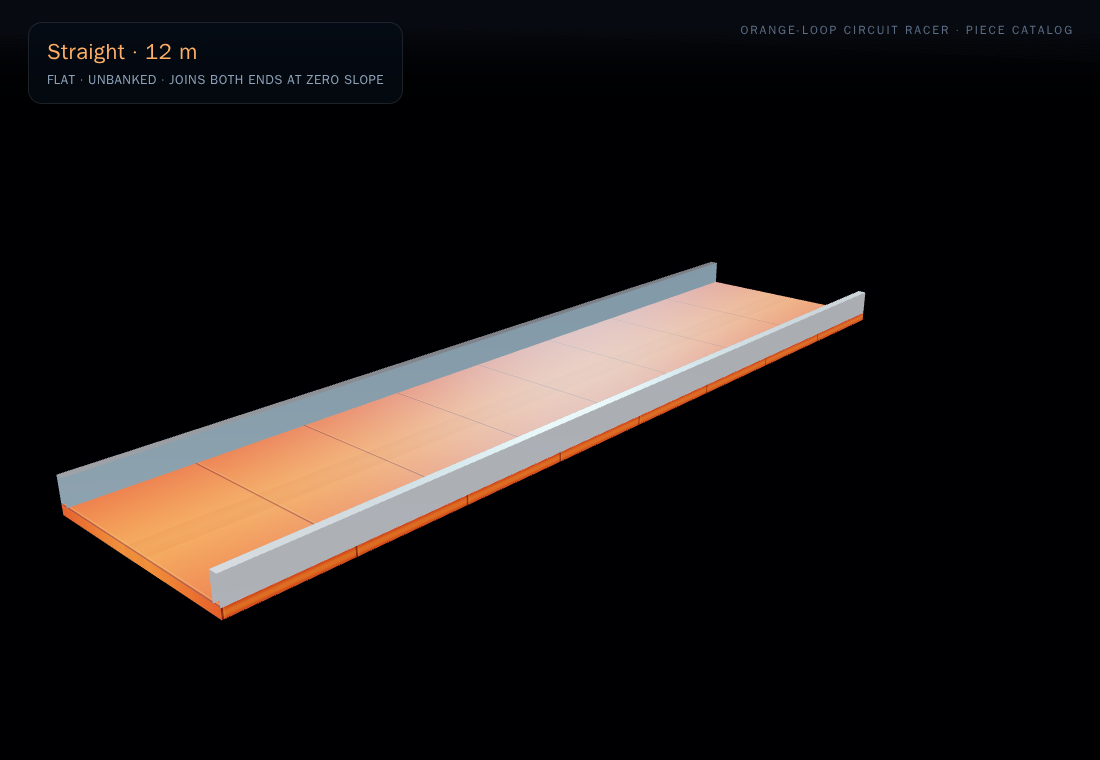 Straight · 12 m
FLAT · UNBANKED · JOINS BOTH ENDS AT ZERO SLOPE
ORANGE-LOOP CIRCUIT RACER · PIECE CATALOG